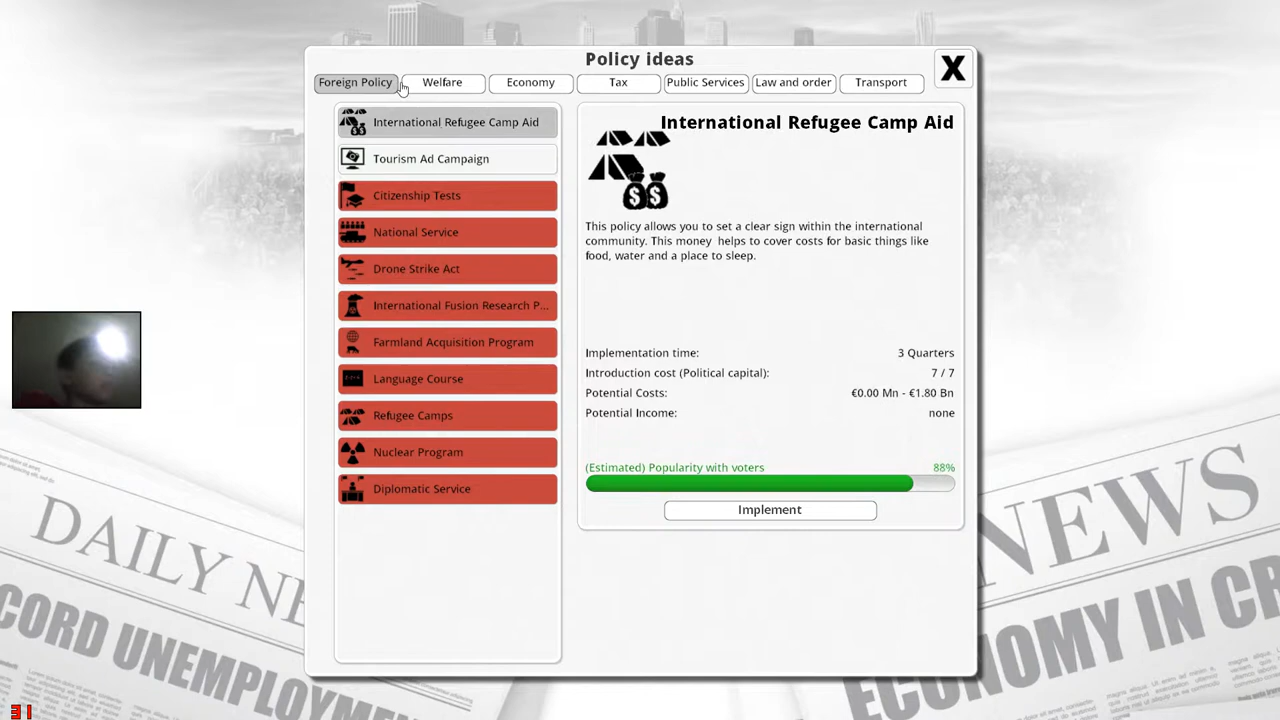 Policy ideas
X
Foreign Policy
Welfare
Economy
Tax
Public Services
Law and order
Transport
International Refugee Camp Aid
Tourism Ad Campaign
Citizenship Tests
National Service
Drone Strike Act
International Fusion Research P...
Farmland Acquisition Program
Language Course
Refugee Camps
Nuclear Program
Diplomatic Service
International Refugee Camp Aid
This policy allows you to set a clear sign within the international
community. This money helps to cover costs for basic things like
food, water and a place to sleep.
Implementation time: 3 Quarters
Introduction cost (Political capital): 7 / 7
Potential Costs: €0.00 Mn - €1.80 Bn
Potential Income: none
(Estimated) Popularity with voters 88%
Implement
DAILY NE
CORD UNEMPLOYM
NEWS
ECONOMY IN CR
31